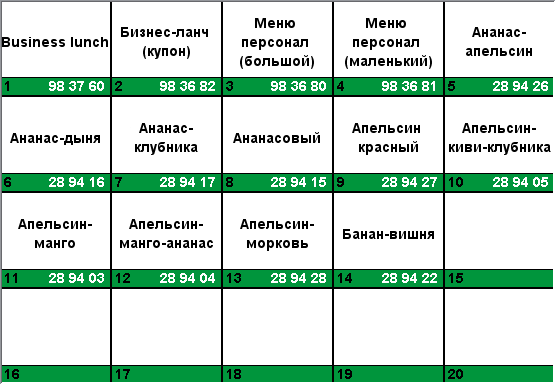 Business lunch
Бизнес-ланч
(купон)
Меню
персонал
(большой)
Меню
персонал
(маленький)
Ананас-
апельсин
1 98 37 60
2 98 36 82
3 98 36 80
4 98 36 81
5 28 94 26
Ананас-дыня
Ананас-
клубника
Ананасовый
Апельсин
красный
Апельсин-
киви-клубника
6 28 94 16
7 28 94 17
8 28 94 15
9 28 94 27
10 28 94 05
Апельсин-
манго
Апельсин-
манго-ананас
Апельсин-
морковь
Банан-вишня
11 28 94 03
12 28 94 04
13 28 94 28
14 28 94 22
15
16
17
18
19
20